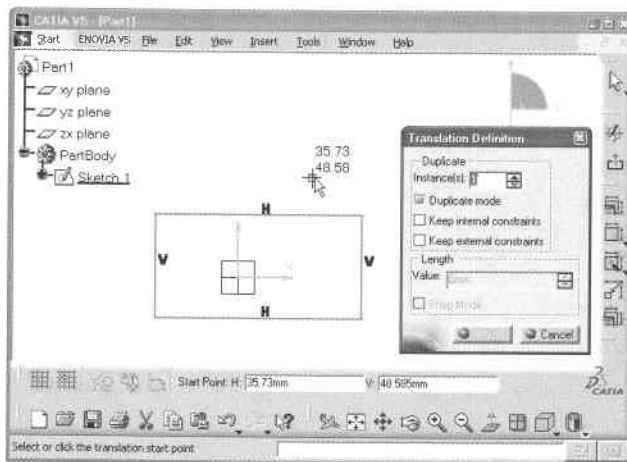 CATIA V5 - [Part1]
Start ENOVIA V5 File Edit View Insert Tools Window Help
Part1
xy plane
yz plane
zx plane
PartBody
Sketch.1
35.73
48.58
H
V
V
H
Translation Definition
Duplicate
Instance(s):
Duplicate mode
Keep internal constraints
Keep external constraints
Length
Value:
Snap Mode
Cancel
Start Point: H: 35.73mm V: 48.585mm
CATIA
Select or click the translation start point